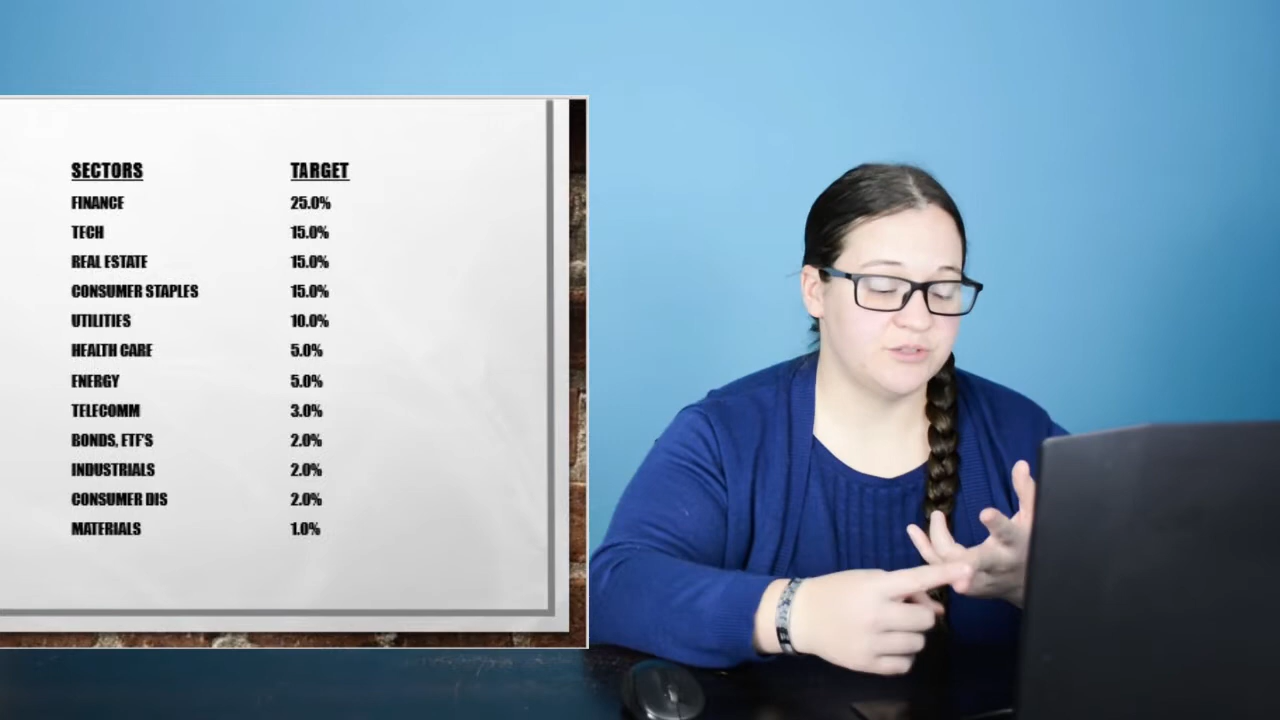 SECTORS TARGET
FINANCE 25.0%
TECH 15.0%
REAL ESTATE 15.0%
CONSUMER STAPLES 15.0%
UTILITIES 10.0%
HEALTH CARE 5.0%
ENERGY 5.0%
TELECOMM 3.0%
BONDS, ETF'S 2.0%
INDUSTRIALS 2.0%
CONSUMER DIS 2.0%
MATERIALS 1.0%